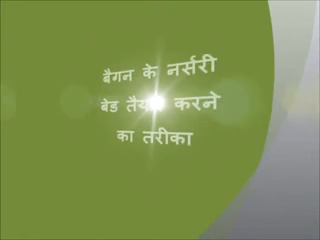 बैगन के नर्सरी
बेड तैयार करने
का तरीका